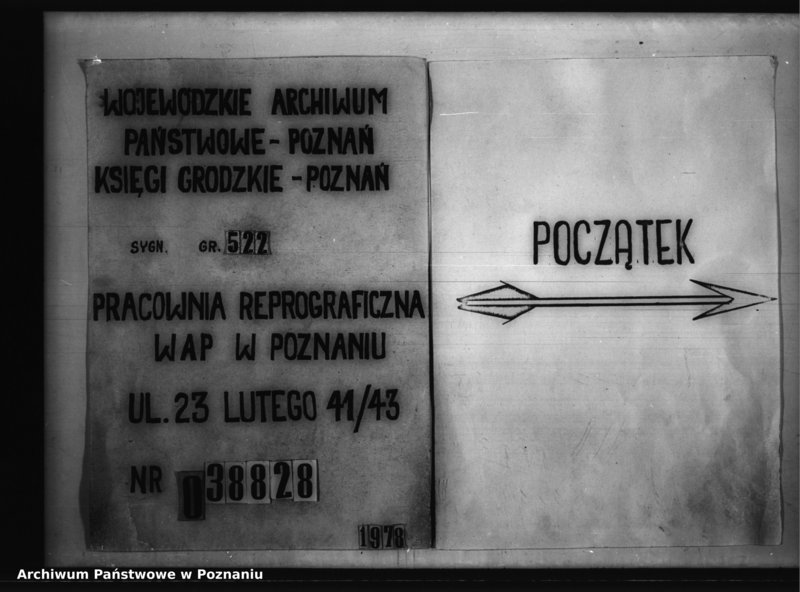 WOJEWÓDZKIE ARCHIWUM
PAŃSTWOWE - POZNAŃ
KSIĘGI GRODZKIE - POZNAŃ
SYGN. GR. 522
PRACOWNIA REPROGRAFICZNA
WAP W POZNANIU
UL. 23 LUTEGO 41/43
NR 038828
1978
POCZĄTEK
Archiwum Państwowe w Poznaniu